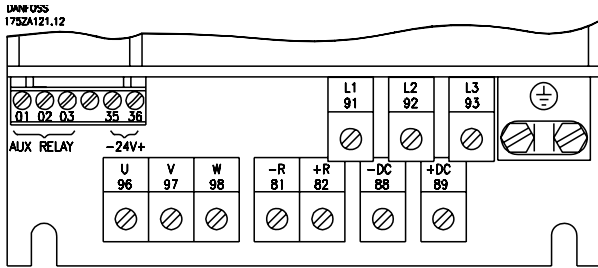 DANFOSS
175ZA121.12
L1 L2 L3
91 92 93
01 02 03 35 36
AUX RELAY -24V+
U V W -R +R -DC +DC
96 97 98 81 82 88 89